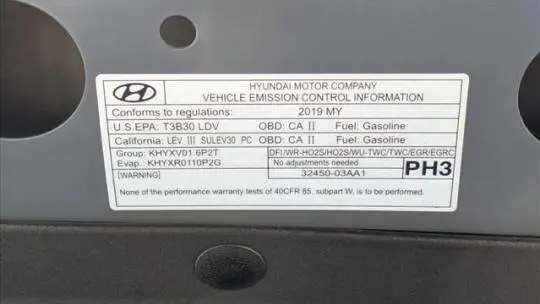 HYUNDAI MOTOR COMPANY
VEHICLE EMISSION CONTROL INFORMATION
Conforms to regulations: 2019 MY
U.S.EPA: T3B30 LDV OBD: CA II Fuel: Gasoline
California: LEV III SULEV30 PC OBD: CA II Fuel: Gasoline
Group: KHYXV01.6P2T DFI/WR-HO2S/HO2S/WU-TWC/TWC/EGR/EGRC
Evap.: KHYXR0110P2G No adjustments needed.
[WARNING] 32450-03AA1 PH3
None of the performance warranty tests of 40CFR 85, subpart W, is to be performed.